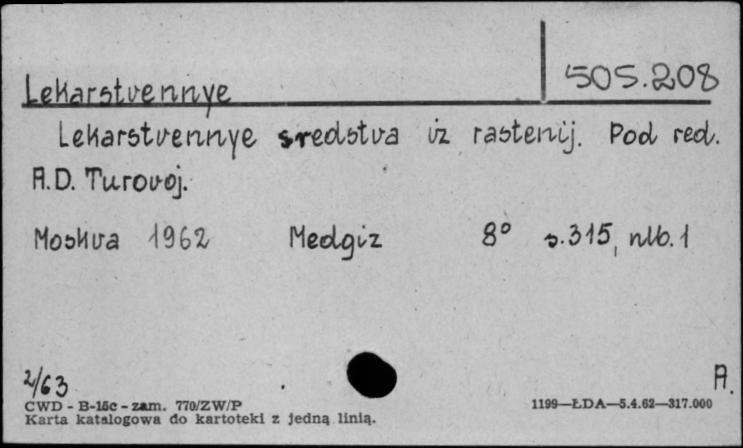 505.208
Lekarstvennye
Lekarstvennye sredstva iz rastenij. Pod red.
A.D. Turovoj.
Moskva 1962 Medgiz 8° s.315, nlb.1
2/63
A.
CWD - B-15c - zam. 770/ZW/P
1199—ŁDA—5.4.62—317.000
Karta katalogowa do kartoteki z jedną linią.